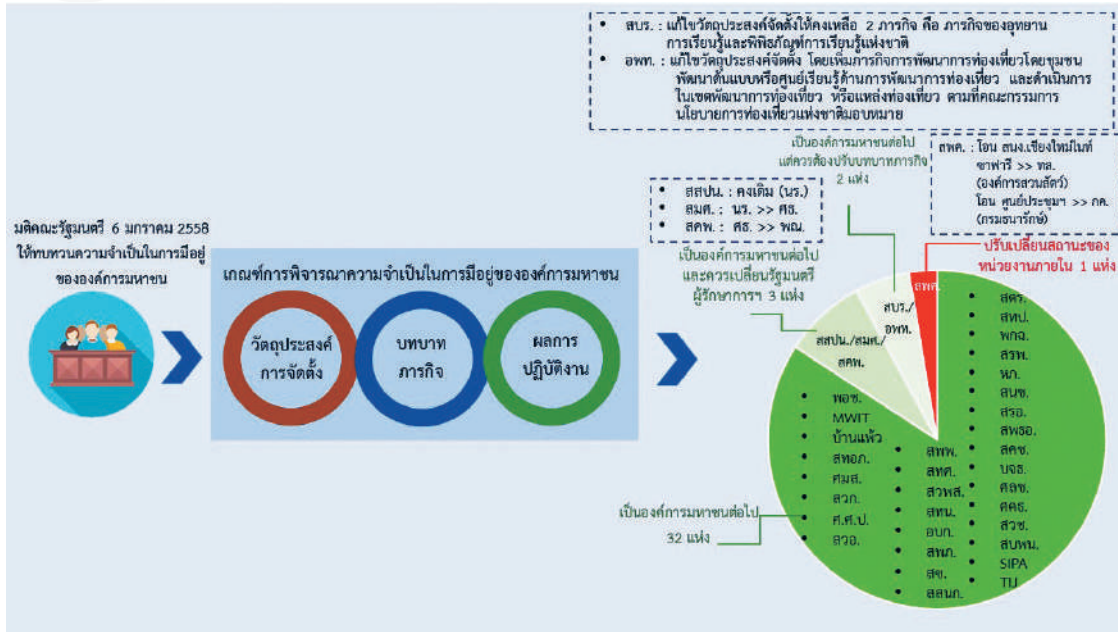 • สบร. : แก้ไขวัตถุประสงค์จัดตั้งให้คงเหลือ 2 ภารกิจ คือ ภารกิจของอุทยาน
การเรียนรู้และพิพิธภัณฑ์การเรียนรู้แห่งชาติ
• อพท. : แก้ไขวัตถุประสงค์จัดตั้ง โดยเพิ่มภารกิจการพัฒนาการท่องเที่ยวโดยชุมชน
พัฒนาต้นแบบหรือศูนย์เรียนรู้ด้านการพัฒนาการท่องเที่ยว และดำเนินการ
ในเขตพัฒนาการท่องเที่ยว หรือแหล่งท่องเที่ยว ตามที่คณะกรรมการ
นโยบายการท่องเที่ยวแห่งชาติมอบหมาย
เป็นองค์การมหาชนต่อไป
แต่ควรต้องปรับบทบาทภารกิจ
2 แห่ง
สพค. : โอน สนง.เชียงใหม่ไนท์
ซาฟารี >> ทส.
(องค์การสวนสัตว์)
โอน ศูนย์ประชุมฯ >> กค.
(กรมธนารักษ์)
• สสปน. : คงเดิม (นร.)
• สมศ. : นร. >> ศธ.
• สคพ. : ศธ. >> พณ.
มติคณะรัฐมนตรี 6 มกราคม 2558
ให้ทบทวนความจำเป็นในการมีอยู่
ขององค์การมหาชน
เกณฑ์การพิจารณาความจำเป็นในการมีอยู่ขององค์การมหาชน
วัตถุประสงค์
การจัดตั้ง
บทบาท
ภารกิจ
ผลการ
ปฏิบัติงาน
เป็นองค์การมหาชนต่อไป
และควรเปลี่ยนรัฐมนตรี
ผู้รักษาการฯ 3 แห่ง
ปรับเปลี่ยนสถานะของ
หน่วยงานภายใน 1 แห่ง
สพค.
สบร./
อพท.
สสปน./สมศ./
สคพ.
เป็นองค์การมหาชนต่อไป
32 แห่ง
• พอช.
• MWIT
• บ้านแพ้ว
• สทอภ.
• ศมส.
• สวก.
• ศ.ศ.ป.
• สวอ.
• สพพ.
• สทศ.
• สวพส.
• สทน.
• อบก.
• สพภ.
• สซ.
• สสนก.
• สดร.
• สทป.
• พกฉ.
• สรพ.
• หภ.
• สนช.
• สรอ.
• สพธอ.
• สคช.
• บจธ.
• ศลช.
• ศคธ.
• สวช.
• สบพน.
• SIPA
• TIJ